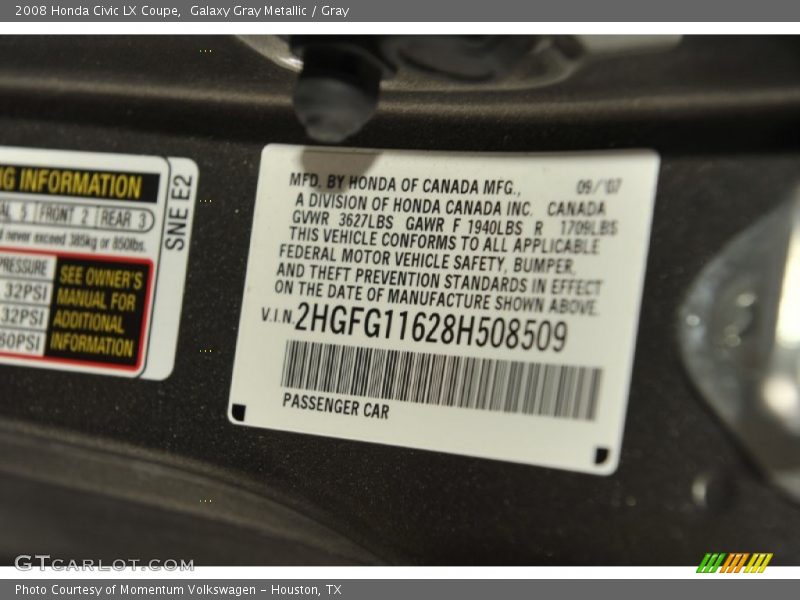 2008 Honda Civic LX Coupe,  Galaxy Gray Metallic / Gray
G INFORMATION
5 FRONT 2 REAR 3
never exceed 385kg or 850lbs.
PRESSURE
32PSI
32PSI
60PSI
SEE OWNER'S
MANUAL FOR
ADDITIONAL
INFORMATION
SNE E2
MFD. BY HONDA OF CANADA MFG., 09/'07
A DIVISION OF HONDA CANADA INC. CANADA
GVWR 3627LBS GAWR F 1940LBS R 1709LBS
THIS VEHICLE CONFORMS TO ALL APPLICABLE
FEDERAL MOTOR VEHICLE SAFETY, BUMPER,
AND THEFT PREVENTION STANDARDS IN EFFECT
ON THE DATE OF MANUFACTURE SHOWN ABOVE.
V.I.N. 2HGFG11628H508509
PASSENGER CAR
GTCARLOT.COM
Photo Courtesy of Momentum Volkswagen - Houston, TX